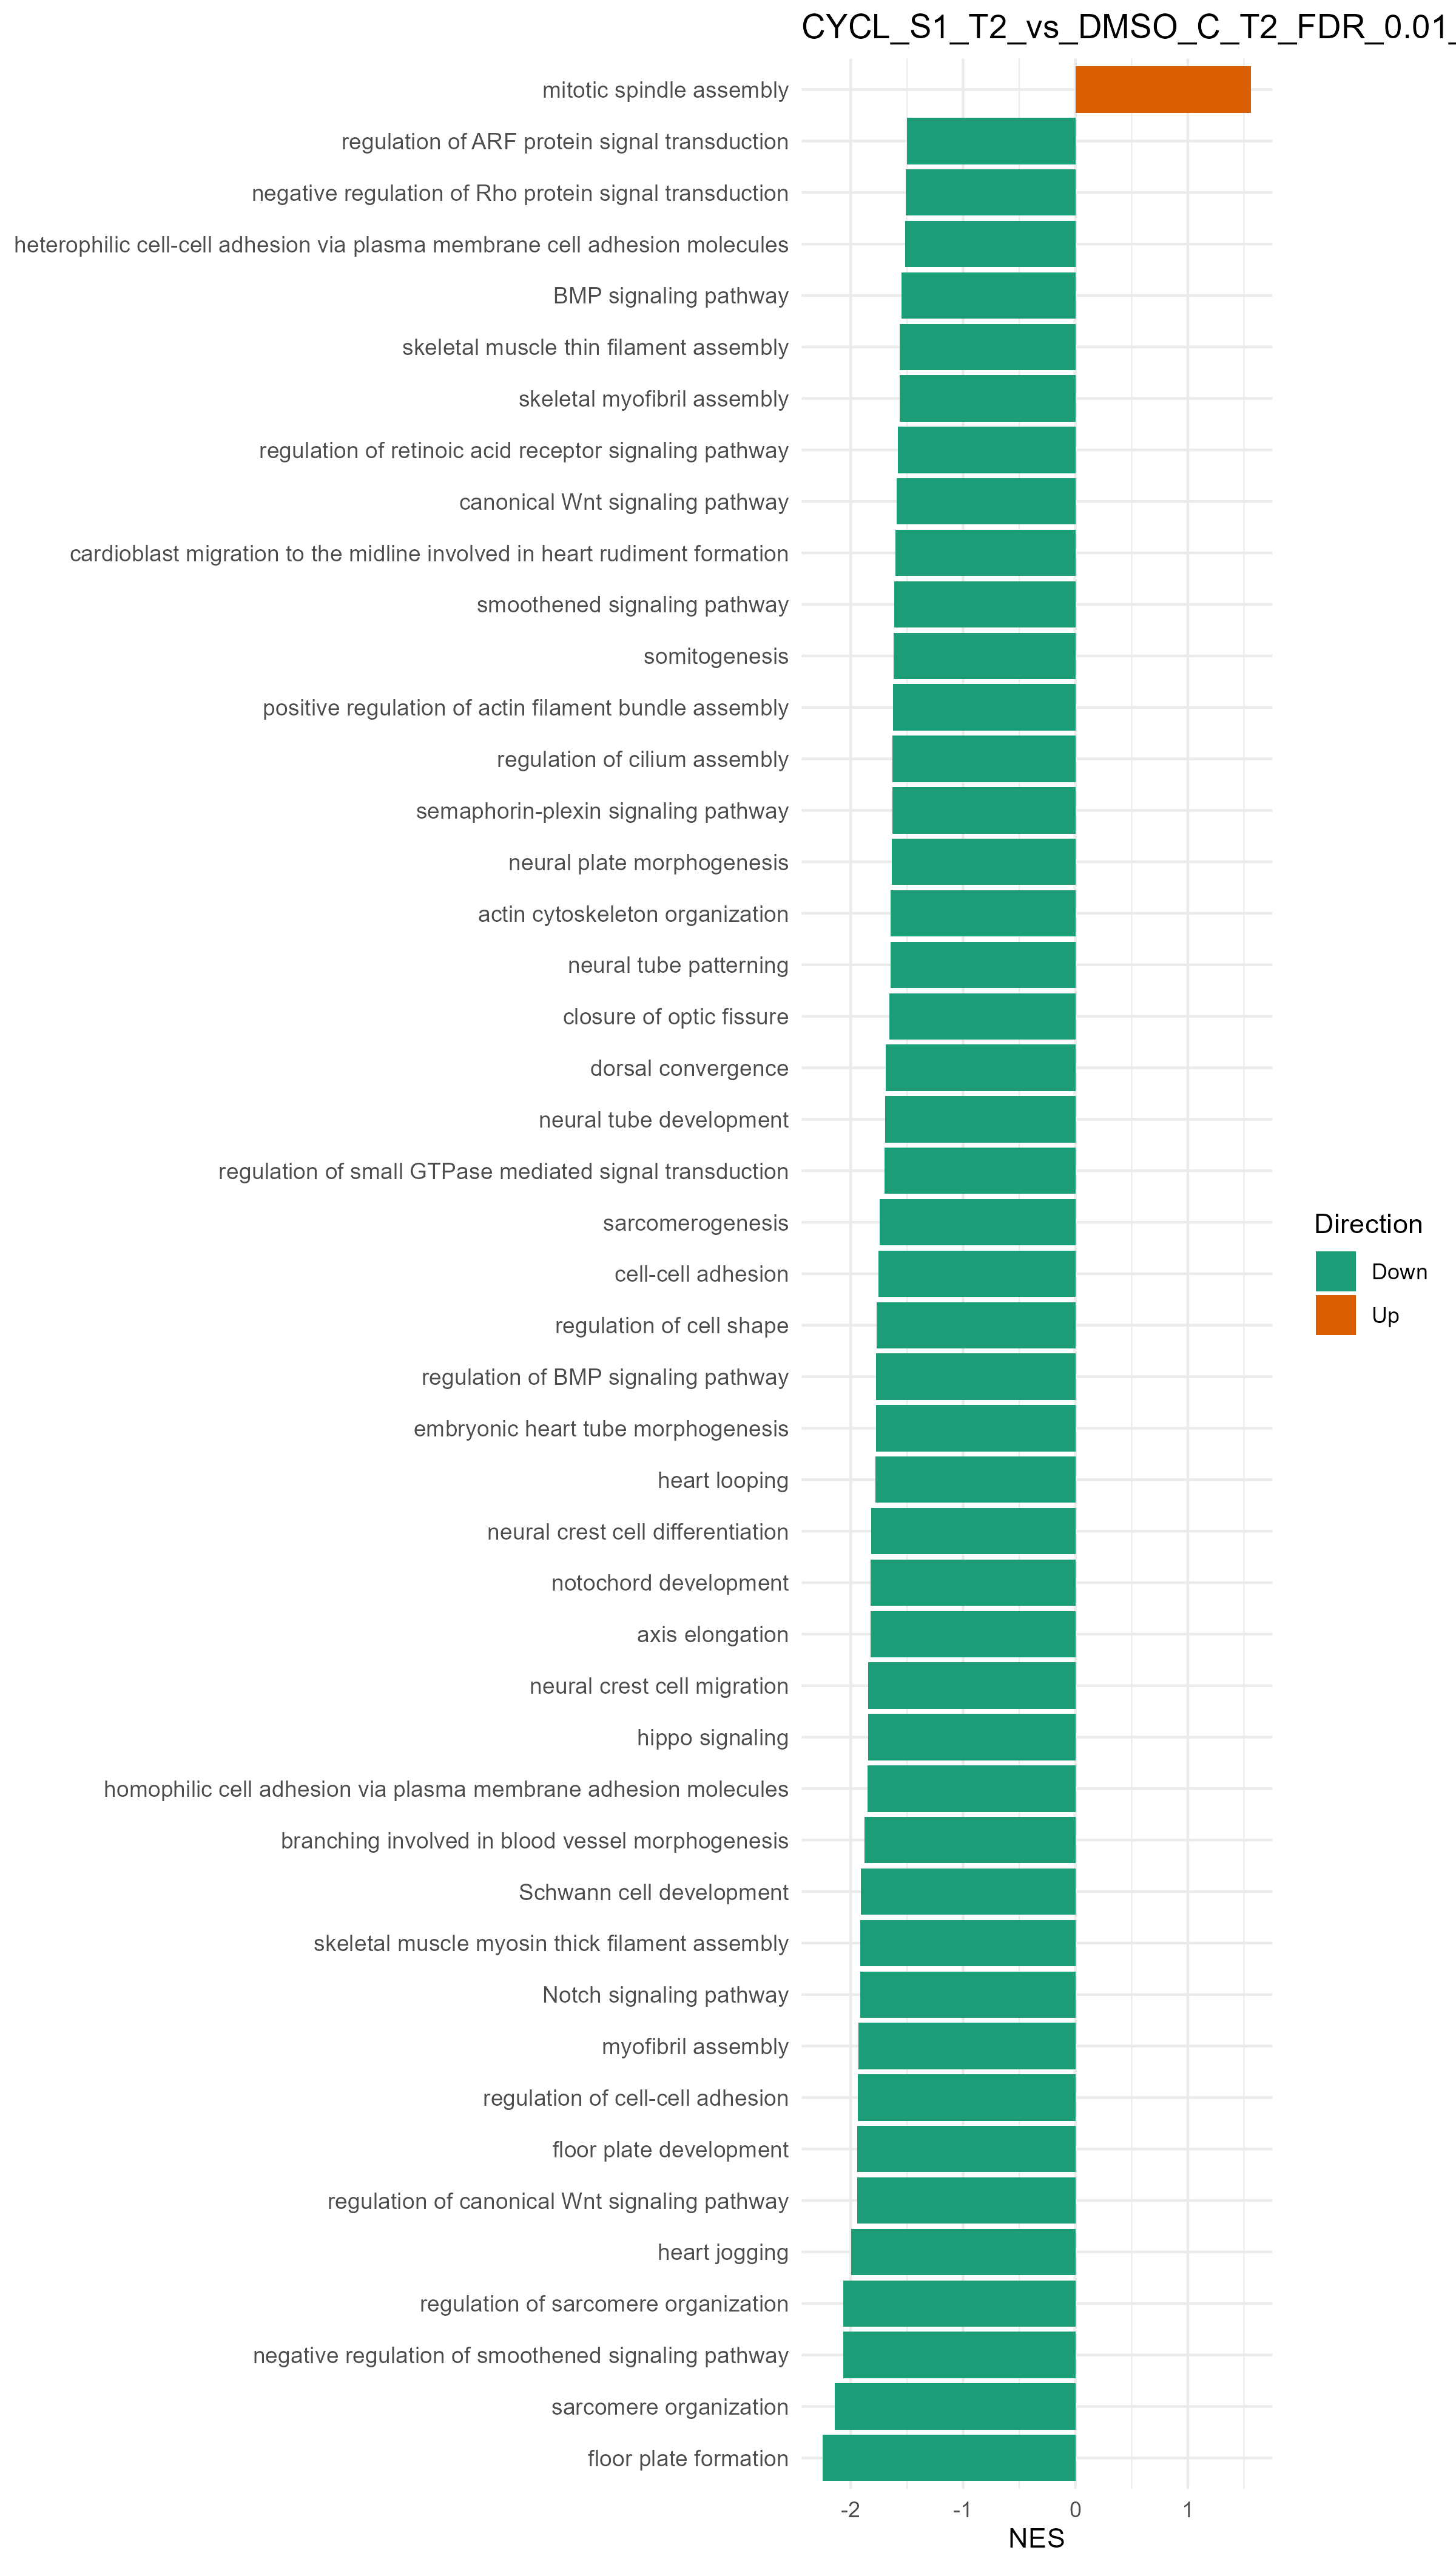 CYCL_S1_T2_vs_DMSO_C_T2_FDR_0.01_
mitotic spindle assembly
regulation of ARF protein signal transduction
negative regulation of Rho protein signal transduction
heterophilic cell-cell adhesion via plasma membrane cell adhesion molecules
BMP signaling pathway
skeletal muscle thin filament assembly
skeletal myofibril assembly
regulation of retinoic acid receptor signaling pathway
canonical Wnt signaling pathway
cardioblast migration to the midline involved in heart rudiment formation
smoothened signaling pathway
somitogenesis
positive regulation of actin filament bundle assembly
regulation of cilium assembly
semaphorin-plexin signaling pathway
neural plate morphogenesis
actin cytoskeleton organization
neural tube patterning
closure of optic fissure
dorsal convergence
neural tube development
regulation of small GTPase mediated signal transduction
sarcomerogenesis
cell-cell adhesion
regulation of cell shape
regulation of BMP signaling pathway
embryonic heart tube morphogenesis
heart looping
neural crest cell differentiation
notochord development
axis elongation
neural crest cell migration
hippo signaling
homophilic cell adhesion via plasma membrane adhesion molecules
branching involved in blood vessel morphogenesis
Schwann cell development
skeletal muscle myosin thick filament assembly
Notch signaling pathway
myofibril assembly
regulation of cell-cell adhesion
floor plate development
regulation of canonical Wnt signaling pathway
heart jogging
regulation of sarcomere organization
negative regulation of smoothened signaling pathway
sarcomere organization
floor plate formation
-2 -1 0 1
NES
Direction
Down
Up